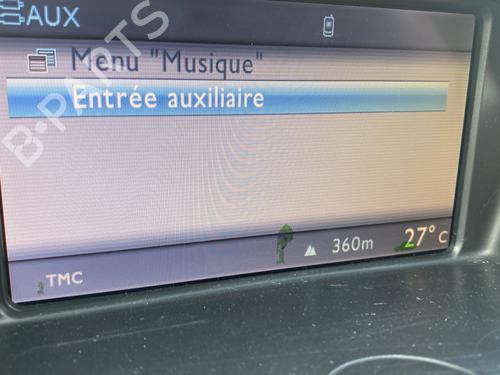 AUX
Menu "Musique"
Entrée auxiliaire
B-PARTS
360m
27°C
TMC